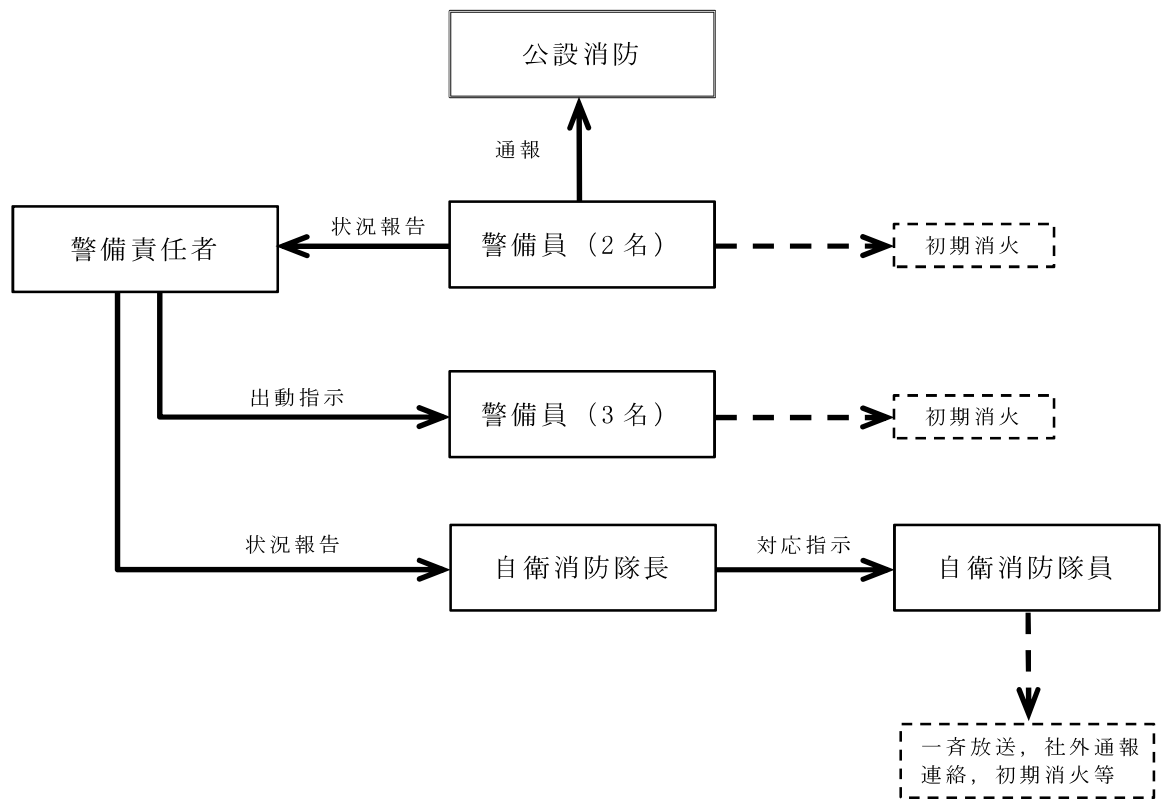 公設消防
通報
警備責任者
状況報告
警備員（2名）
初期消火
出動指示
警備員（3名）
初期消火
状況報告
自衛消防隊長
対応指示
自衛消防隊員
一斉放送，社外通報
連絡，初期消火等